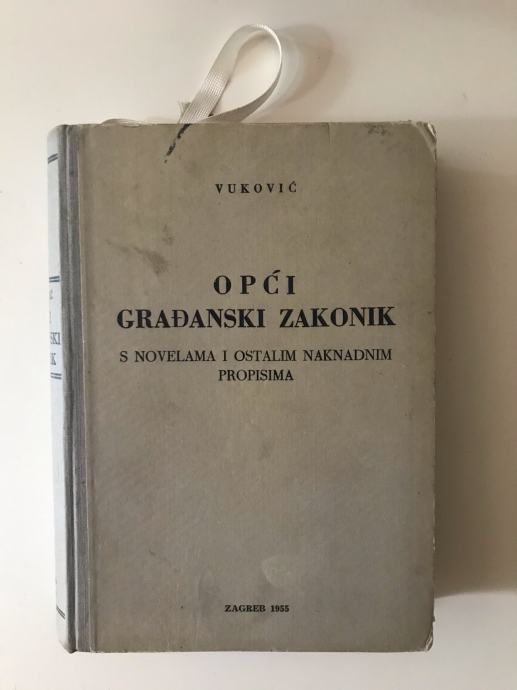 VUKOVIĆ
OPĆI
GRAĐANSKI ZAKONIK
S NOVELAMA I OSTALIM NAKNADNIM
PROPISIMA
ZAGREB 1955